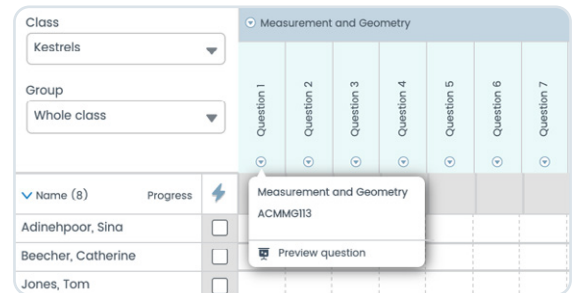 Class
Kestrels
Group
Whole class
Measurement and Geometry
Question 1
Question 2
Question 3
Question 4
Question 5
Question 6
Question 7
Name (8) Progress
Measurement and Geometry
ACMMG113
Preview question
Adinehpoor, Sina
Beecher, Catherine
Jones, Tom